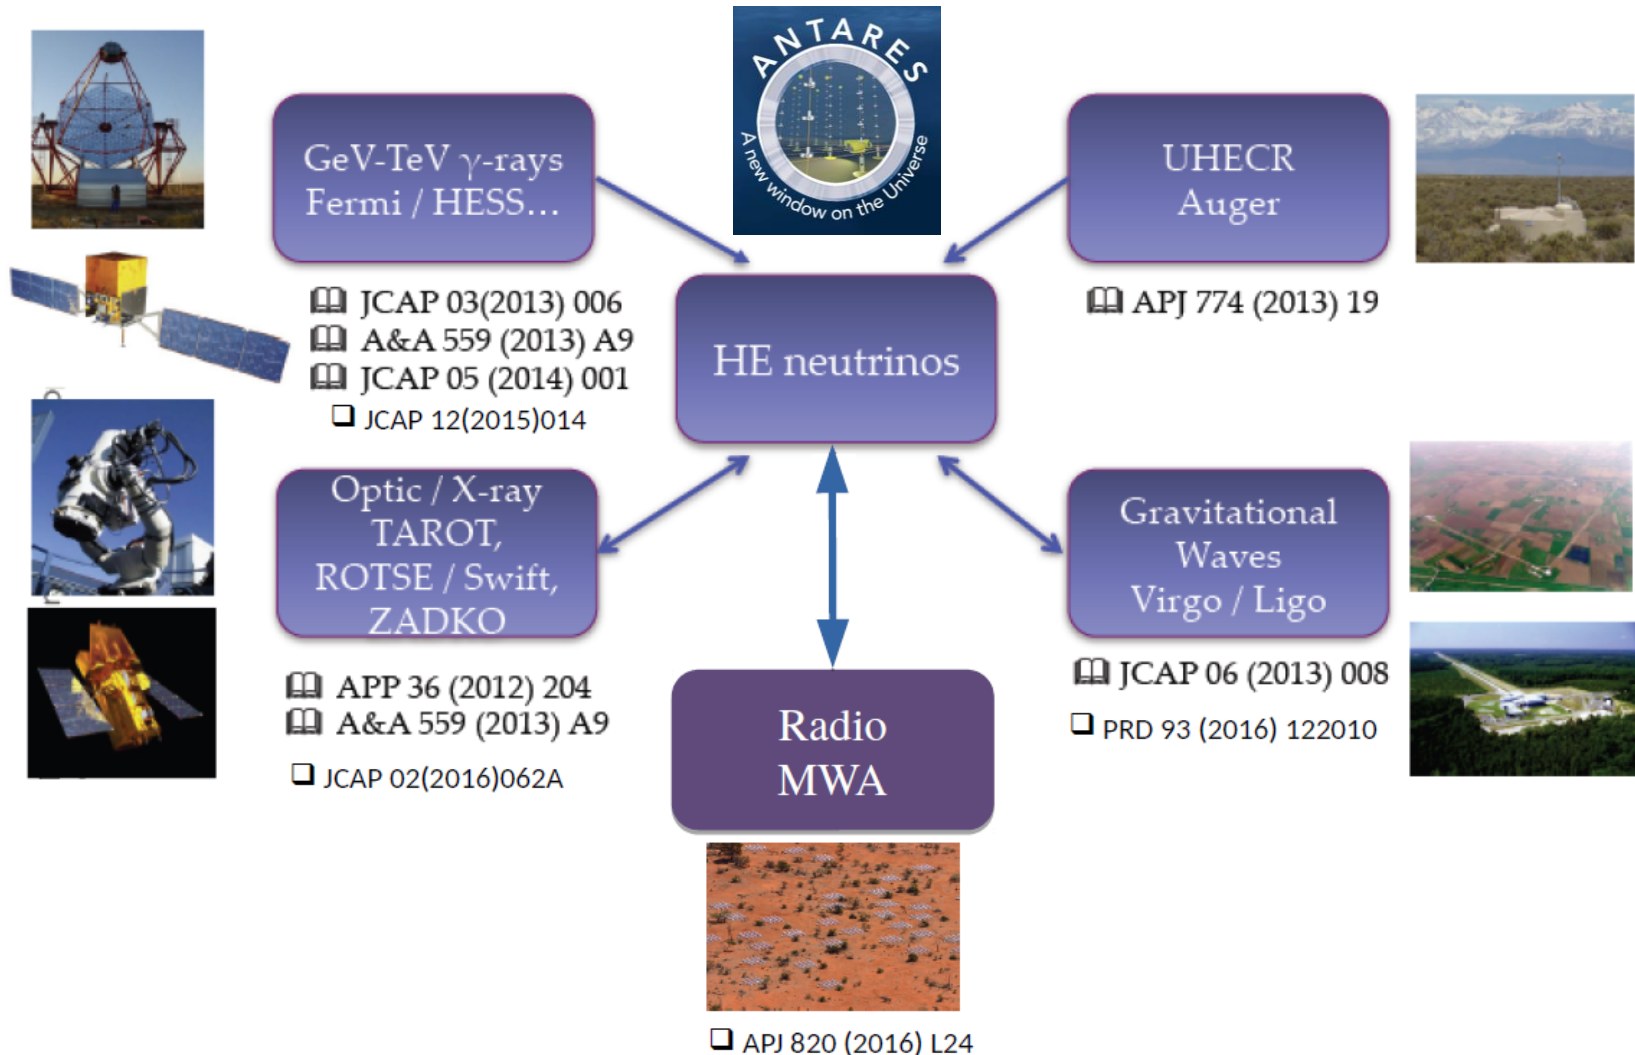 ANTARES
A new window on the Universe
GeV-TeV γ-rays
Fermi / HESS...
JCAP 03(2013) 006
A&A 559 (2013) A9
JCAP 05 (2014) 001
JCAP 12(2015)014
UHECR
Auger
APJ 774 (2013) 19
HE neutrinos
Optic / X-ray
TAROT,
ROTSE / Swift,
ZADKO
APP 36 (2012) 204
A&A 559 (2013) A9
JCAP 02(2016)062A
Gravitational
Waves
Virgo / Ligo
JCAP 06 (2013) 008
PRD 93 (2016) 122010
Radio
MWA
APJ 820 (2016) L24